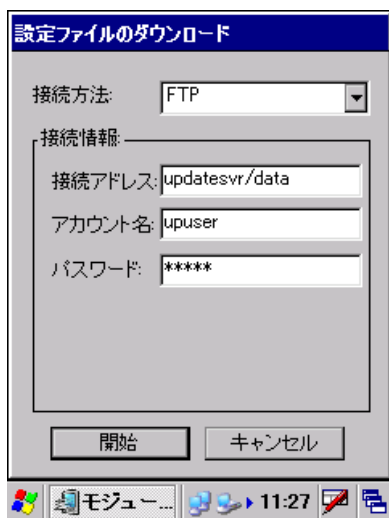 設定ファイルのダウンロード
接続方法: FTP
接続情報:
接続アドレス: updatesvr/data
アカウント名: upuser
パスワード: *****
開始 キャンセル
モジュー... 11:27